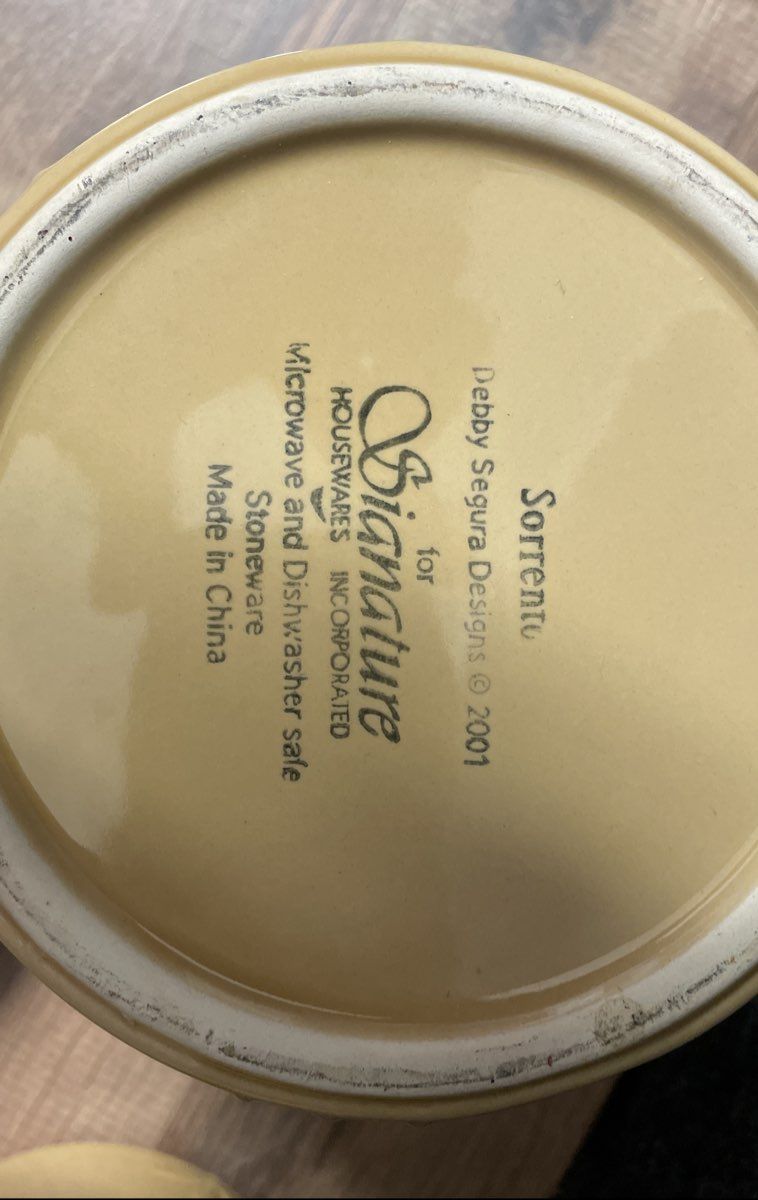 Sorrento
Debby Segura Designs © 2001
for
Signature
HOUSEWARES INCORPORATED
Microwave and Dishwasher safe
Stoneware
Made in China